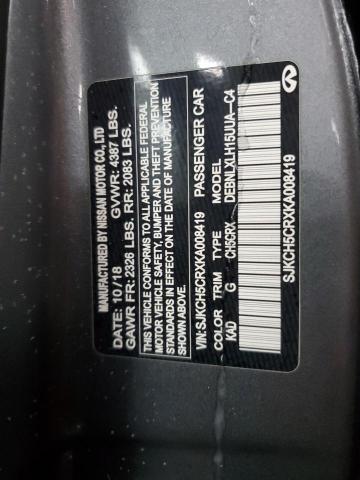 MANUFACTURED BY NISSAN MOTOR CO., LTD
DATE: 10/18 GVWR: 4387 LBS.
GAWR FR: 2326 LBS. RR: 2083 LBS.
THIS VEHICLE CONFORMS TO ALL APPLICABLE FEDERAL
MOTOR VEHICLE SAFETY, BUMPER AND THEFT PREVENTION
STANDARDS IN EFFECT ON THE DATE OF MANUFACTURE
SHOWN ABOVE.
VIN: SJKCH5CRXKA008419 PASSENGER CAR
COLOR TRIM TYPE MODEL
KAD G CH5CRX DEBNLXLH15UUA-C4
SJKCH5CRXKA008419